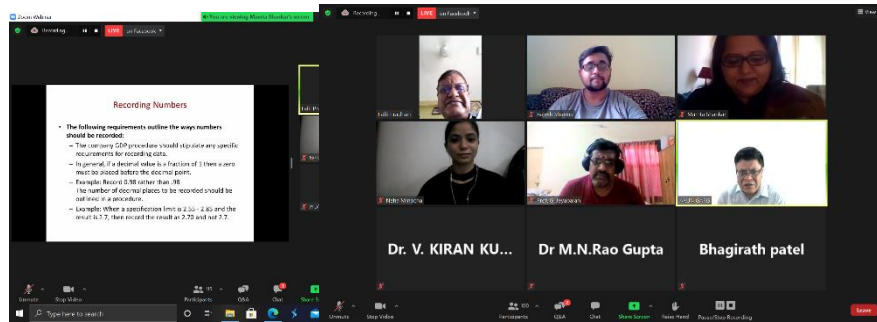 Zoom Webinar
You are viewing Mamta Shankar's screen
Recording
LIVE on Facebook
Recording Numbers
• The following requirements outline the ways numbers
should be recorded:
– The company GDP procedure should stipulate any specific
requirements for recording data.
– In general, if a decimal value is a fraction of 1 then a zero
must be placed before the decimal point.
– Example: Record 0.98 rather than .98
The number of decimal places to be recorded should be
outlined in a procedure.
– Example: When a specification limit is 2.55 - 2.85 and the
result is 2.7, then record the result as 2.70 and not 2.7.
Unmute
Stop Video
Participants
Q&A
Chat
Share S
Type here to search
Recording
LIVE on Facebook
View
Mamta Shankar
Dr. V. KIRAN KU...
Dr M.N.Rao Gupta
Bhagirath patel
Unmute
Stop Video
100
Participants
Q&A
Chat
Share Screen
Raise Hand
Pause/Stop Recording
Leave